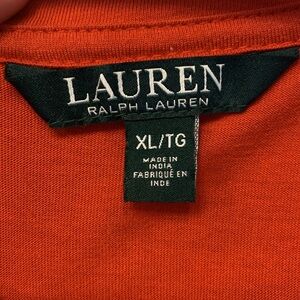 LAUREN
RALPH LAUREN
XL/TG
MADE IN
INDIA
FABRIQUÉ EN
INDE